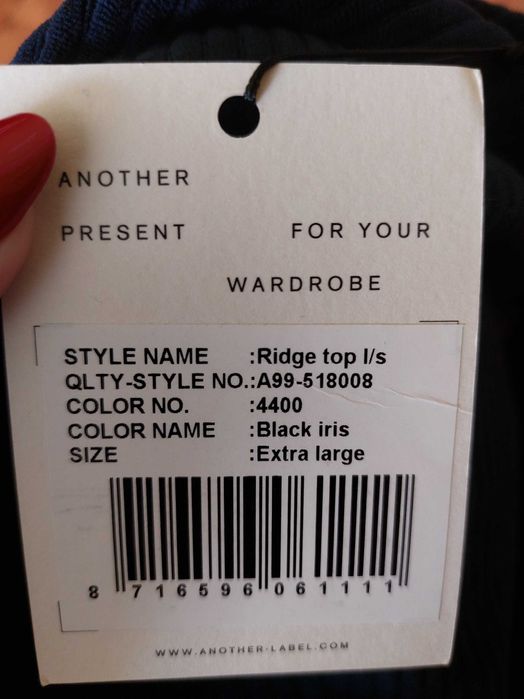 ANOTHER
PRESENT FOR YOUR
WARDROBE
STYLE NAME :Ridge top l/s
QLTY-STYLE NO.:A99-518008
COLOR NO. :4400
COLOR NAME :Black iris
SIZE :Extra large
8 716596 061111
WWW.ANOTHER-LABEL.COM